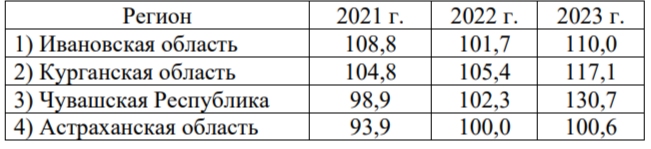 Регион 2021 г. 2022 г. 2023 г.
1) Ивановская область 108,8 101,7 110,0
2) Курганская область 104,8 105,4 117,1
3) Чувашская Республика 98,9 102,3 130,7
4) Астраханская область 93,9 100,0 100,6